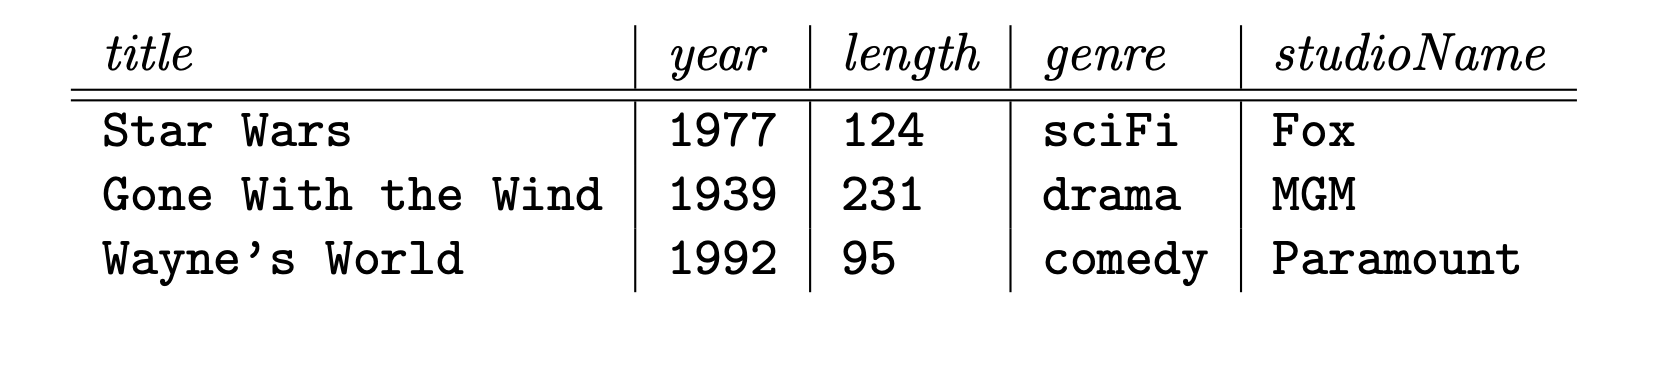 title year length genre studioName
Star Wars 1977 124 sciFi Fox
Gone With the Wind 1939 231 drama MGM
Wayne's World 1992 95 comedy Paramount